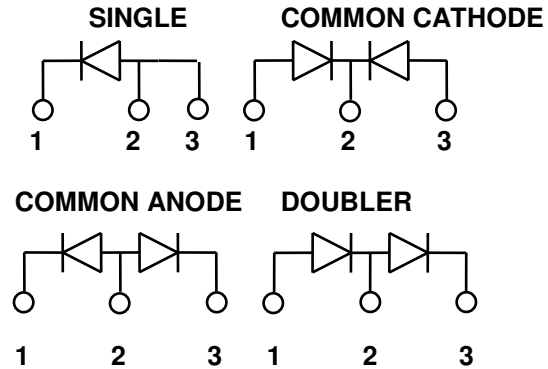 SINGLE COMMON CATHODE
1 2 3 1 2 3
COMMON ANODE DOUBLER
1 2 3 1 2 3